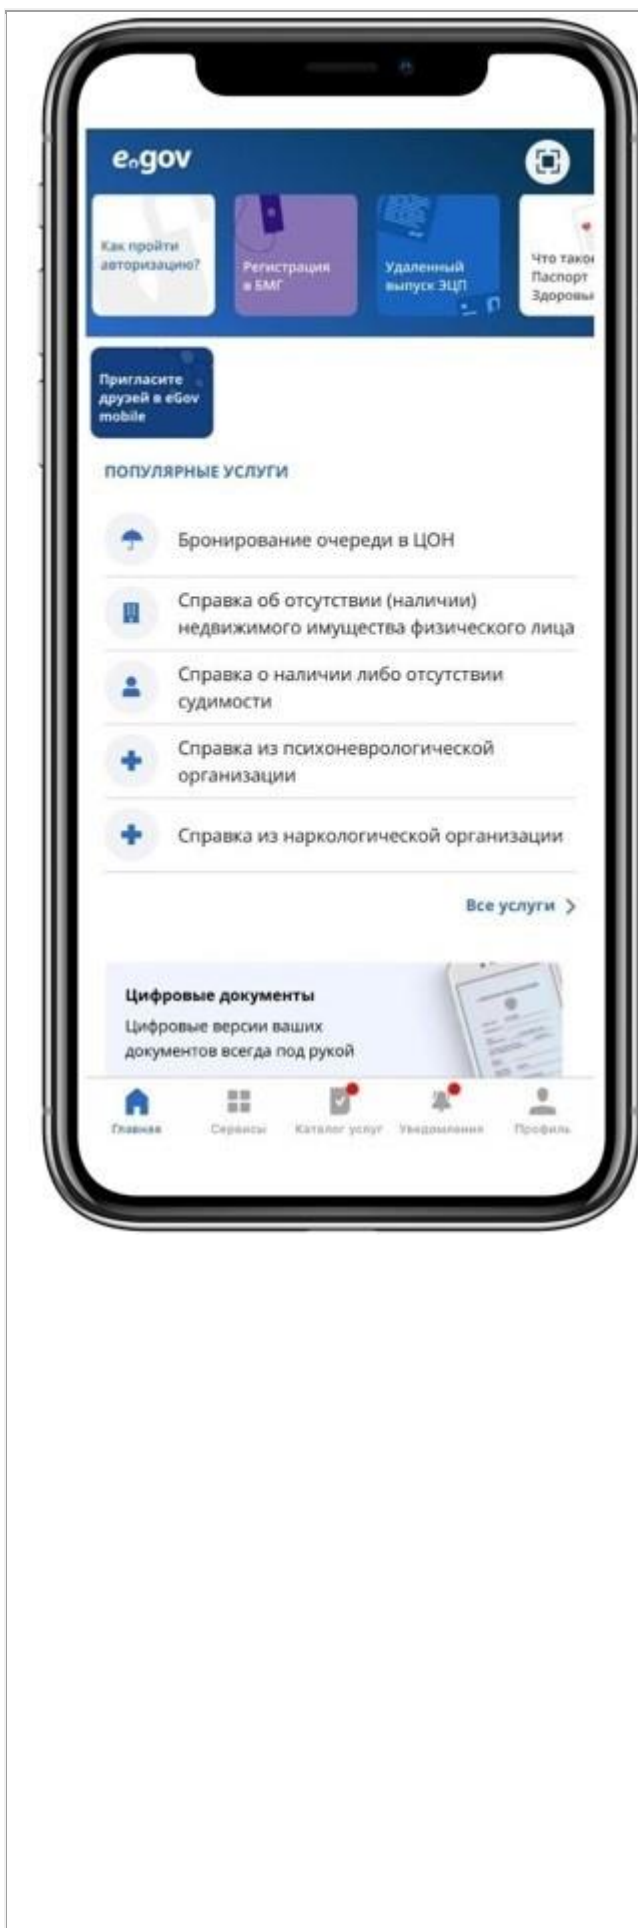 eගgov
Как пройти
авторизацию?
Регистрация
в БМГ
Удаленный
выпуск ЭЦП
Что такое
Паспорт
Здоровья
Пригласите
друзей в eGov
mobile
ПОПУЛЯРНЫЕ УСЛУГИ
Бронирование очереди в ЦОН
Справка об отсутствии (наличии)
недвижимого имущества физического лица
Справка о наличии либо отсутствии
судимости
Справка из психоневрологической
организации
Справка из наркологической организации
Все услуги
Цифровые документы
Цифровые версии ваших
документов всегда под рукой
Главная
Сервисы
Каталог услуг
Уведомления
Профиль